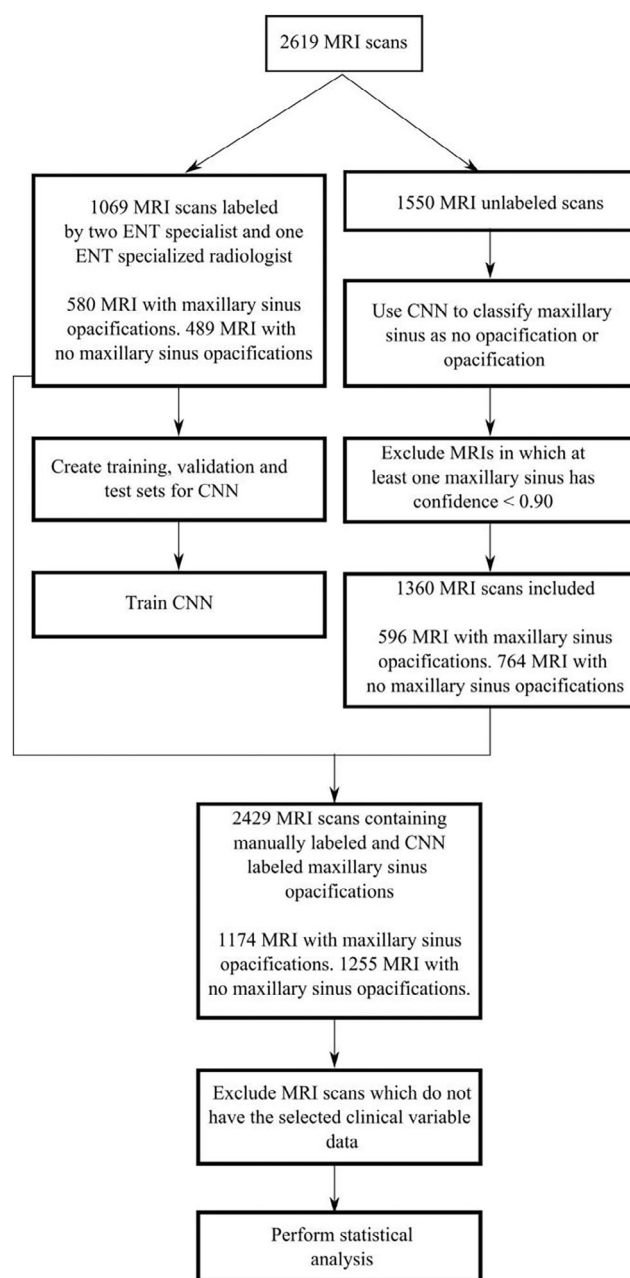 2619 MRI scans
1069 MRI scans labeled
by two ENT specialist and one
ENT specialized radiologist
580 MRI with maxillary sinus
opacifications. 489 MRI with
no maxillary sinus opacifications
Create training, validation and
test sets for CNN
Train CNN
1550 MRI unlabeled scans
Use CNN to classify maxillary
sinus as no opacification or
opacification
Exclude MRIs in which at
least one maxillary sinus has
confidence < 0.90
1360 MRI scans included
596 MRI with maxillary sinus
opacifications. 764 MRI with
no maxillary sinus opacifications
2429 MRI scans containing
manually labeled and CNN
labeled maxillary sinus
opacifications
1174 MRI with maxillary sinus
opacifications. 1255 MRI with
no maxillary sinus opacifications.
Exclude MRI scans which do not
have the selected clinical variable
data
Perform statistical
analysis